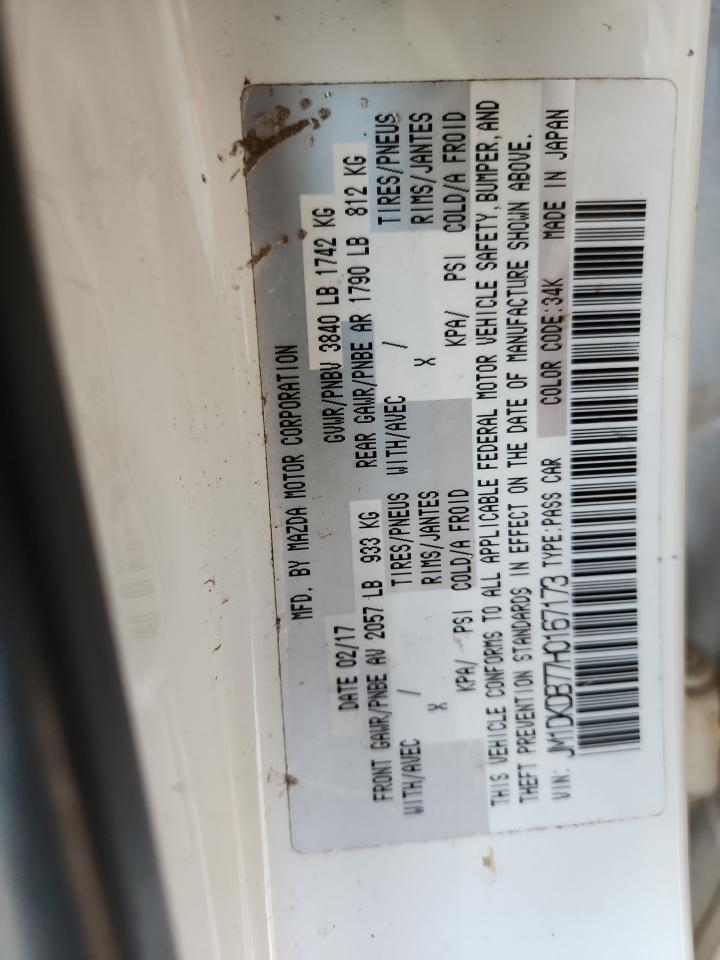 MFD. BY MAZDA MOTOR CORPORATION
DATE 02/17 GVWR/PNBV 3840 LB 1742 KG
FRONT GAWR/PNBE AV 2057 LB 933 KG REAR GAWR/PNBE AR 1790 LB 812 KG
WITH/AVEC / TIRES/PNEUS WITH/AVEC / TIRES/PNEUS
X RIMS/JANTES X RIMS/JANTES
KPA/ PSI COLD/A FROID KPA/ PSI COLD/A FROID
THIS VEHICLE CONFORMS TO ALL APPLICABLE FEDERAL MOTOR VEHICLE SAFETY, BUMPER, AND
THEFT PREVENTION STANDARDS IN EFFECT ON THE DATE OF MANUFACTURE SHOWN ABOVE.
VIN: JM1DKDB77H0167173 TYPE:PASS CAR COLOR CODE:34K MADE IN JAPAN